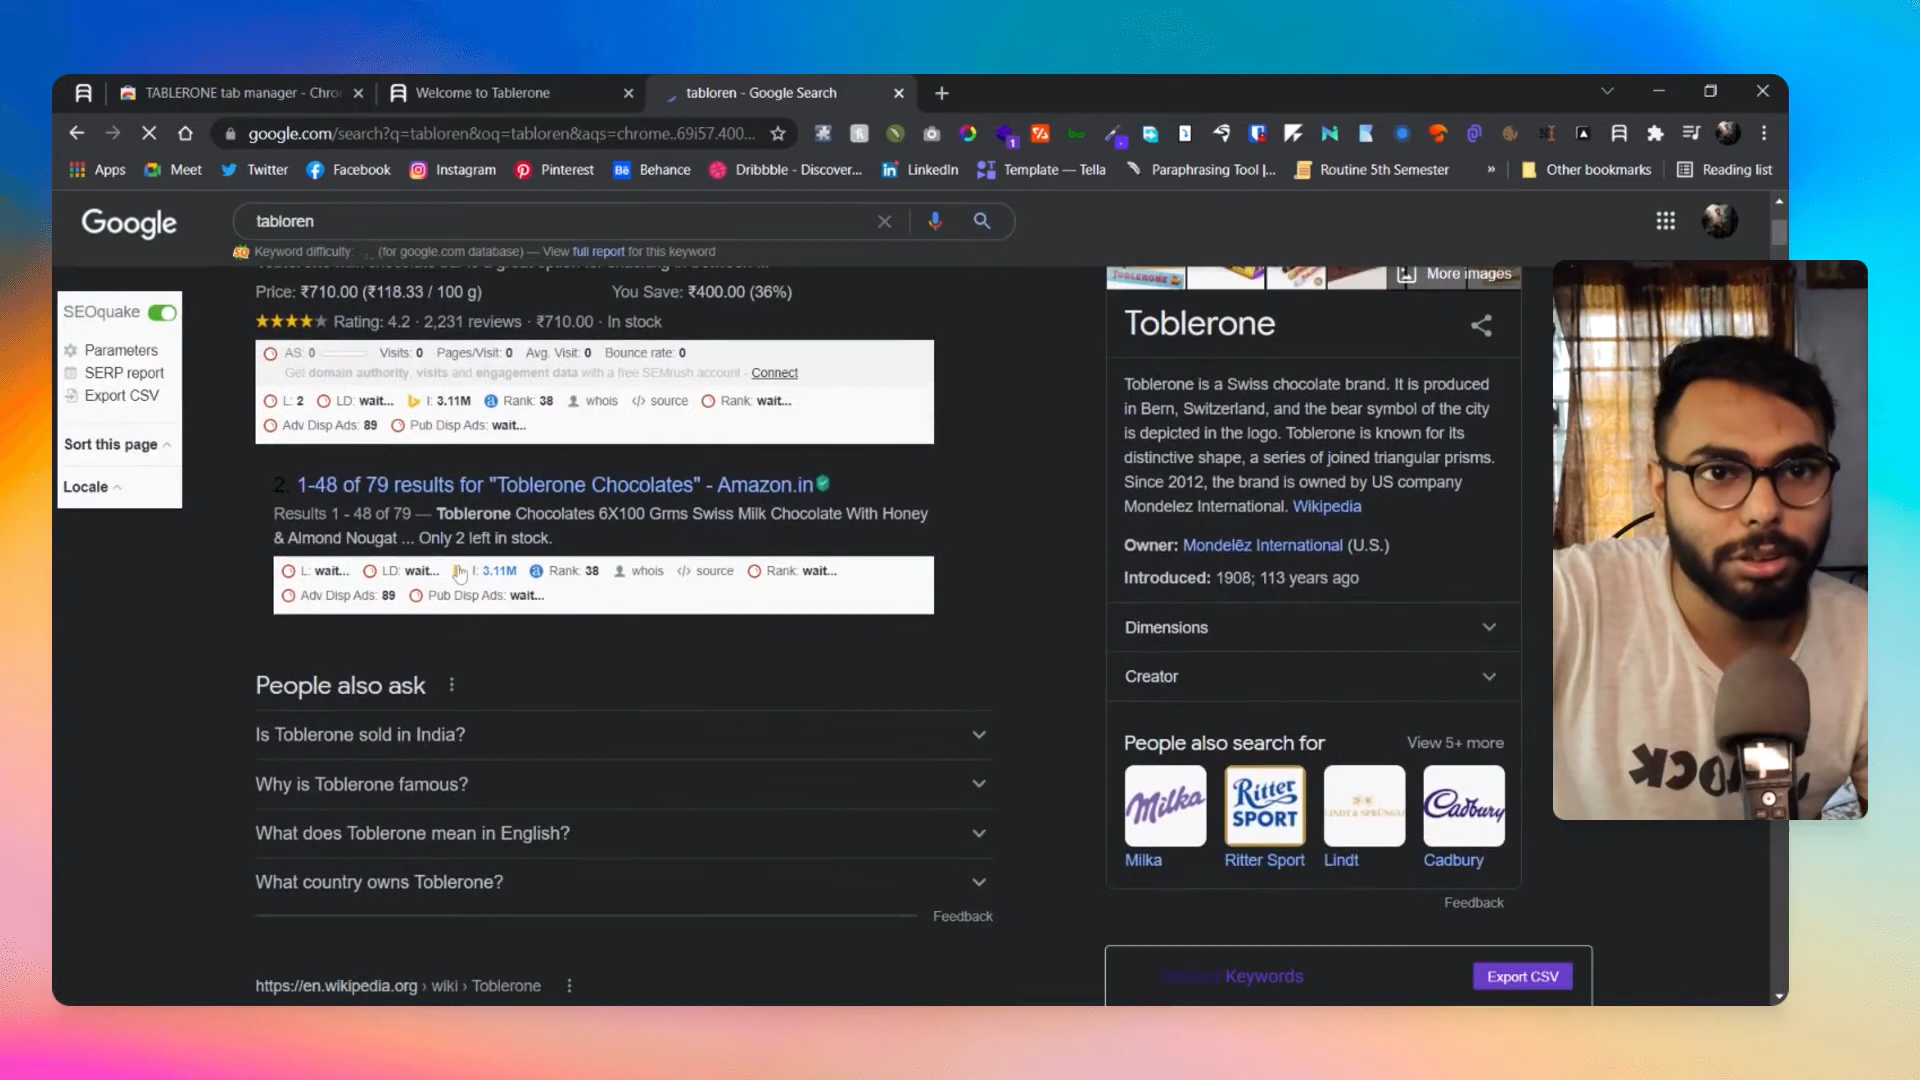 TABLERONE tab manager - Chro
Welcome to Tablerone
tabloren - Google Search
google.com/search?q=tabloren&oq=tabloren&aqs=chrome..69i57.400...
Apps
Meet
Twitter
Facebook
Instagram
Pinterest
Behance
Dribbble - Discover...
LinkedIn
Template — Tella
Paraphrasing Tool |...
Routine 5th Semester
»
Other bookmarks
Reading list
Google
tabloren
Keyword difficulty: (for google.com database) — View full report for this keyword
SEOquake
Parameters
SERP report
Export CSV
Sort this page
Locale
Price: ₹710.00 (₹118.33 / 100 g)
You Save: ₹400.00 (36%)
Rating: 4.2 · 2,231 reviews · ₹710.00 · In stock
AS: 0 Visits: 0 Pages/Visit: 0 Avg. Visit: 0 Bounce rate: 0
Get domain authority, visits and engagement data with a free SEMrush account - Connect
L: 2 LD: wait... I: 3.11M Rank: 38 whois </> source Rank: wait...
Adv Disp Ads: 89 Pub Disp Ads: wait...
2. 1-48 of 79 results for "Toblerone Chocolates" - Amazon.in
Results 1 - 48 of 79 — Toblerone Chocolates 6X100 Grms Swiss Milk Chocolate With Honey
& Almond Nougat ... Only 2 left in stock.
L: wait... LD: wait... I: 3.11M Rank: 38 whois </> source Rank: wait...
Adv Disp Ads: 89 Pub Disp Ads: wait...
People also ask
Is Toblerone sold in India?
Why is Toblerone famous?
What does Toblerone mean in English?
What country owns Toblerone?
Feedback
https://en.wikipedia.org › wiki › Toblerone
More images
Toblerone
Toblerone is a Swiss chocolate brand. It is produced
in Bern, Switzerland, and the bear symbol of the city
is depicted in the logo. Toblerone is known for its
distinctive shape, a series of joined triangular prisms.
Since 2012, the brand is owned by US company
Mondelez International. Wikipedia
Owner: Mondelēz International (U.S.)
Introduced: 1908; 113 years ago
Dimensions
Creator
People also search for
View 5+ more
Milka
Ritter
SPORT
LINDT & SPRÜNGLI
Cadbury
Milka
Ritter Sport
Lindt
Cadbury
Feedback
Keywords
Export CSV